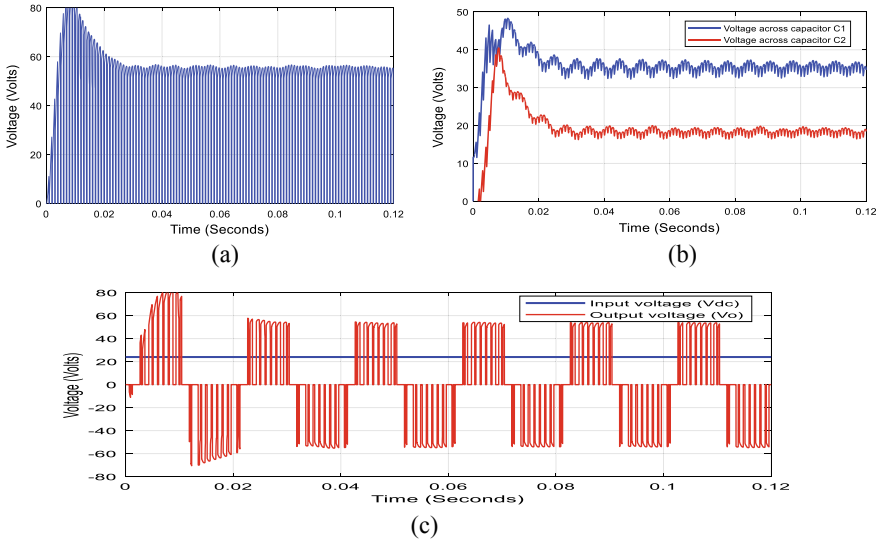 80
60
40
20
0
Voltage (Volts)
0 0.02 0.04 0.06 0.08 0.1 0.12
Time (Seconds)
(a)
50
40
30
20
10
0
Voltage (Volts)
Voltage across capacitor C1
Voltage across capacitor C2
0 0.02 0.04 0.06 0.08 0.1 0.12
Time (Seconds)
(b)
80
60
40
20
0
-20
-40
-60
-80
Voltage (Volts)
Input voltage (Vdc)
Output voltage (Vo)
0 0.02 0.04 0.06 0.08 0.1 0.12
Time (Seconds)
(c)